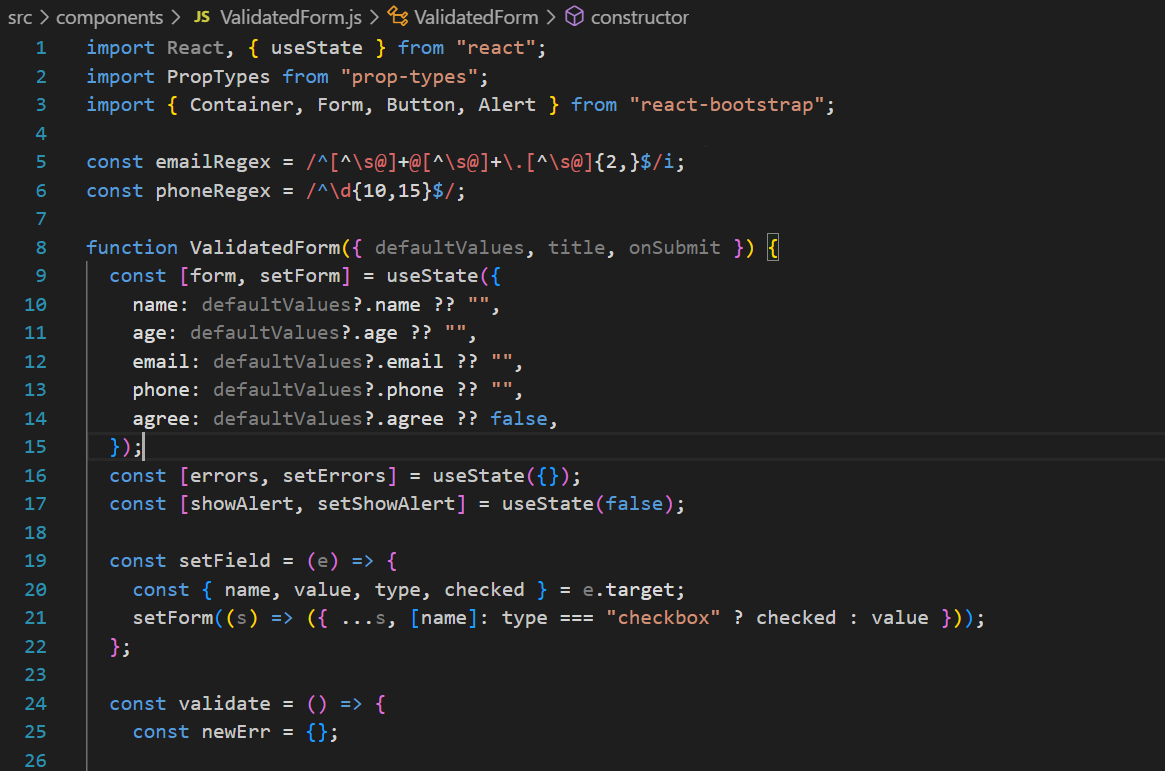 src > components > JS ValidatedForm.js > ValidatedForm > constructor
1 import React, { useState } from "react";
2 import PropTypes from "prop-types";
3 import { Container, Form, Button, Alert } from "react-bootstrap";
4
5 const emailRegex = /^[^\s@]+@[^\s@]+\.[^\s@]{2,}$/i;
6 const phoneRegex = /^\d{10,15}$/;
7
8 function ValidatedForm({ defaultValues, title, onSubmit }) {
9   const [form, setForm] = useState({
10     name: defaultValues?.name ?? "",
11     age: defaultValues?.age ?? "",
12     email: defaultValues?.email ?? "",
13     phone: defaultValues?.phone ?? "",
14     agree: defaultValues?.agree ?? false,
15   });
16   const [errors, setErrors] = useState({});
17   const [showAlert, setShowAlert] = useState(false);
18
19   const setField = (e) => {
20     const { name, value, type, checked } = e.target;
21     setForm((s) => ({ ...s, [name]: type === "checkbox" ? checked : value }));
22   };
23
24   const validate = () => {
25     const newErr = {};
26